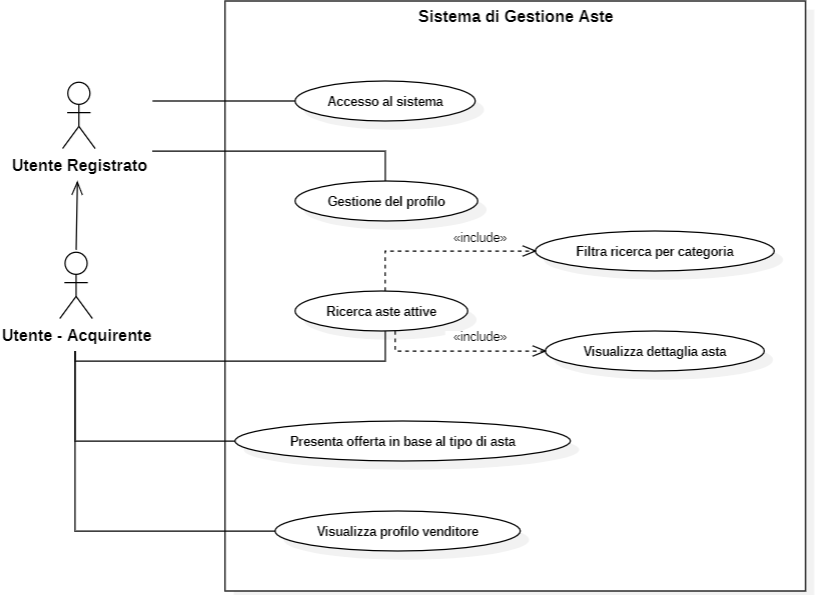 Sistema di Gestione Aste
Accesso al sistema
Utente Registrato
Gestione del profilo
«include»
Filtra ricerca per categoria
Ricerca aste attive
Utente - Acquirente
«include»
Visualizza dettaglia asta
Presenta offerta in base al tipo di asta
Visualizza profilo venditore